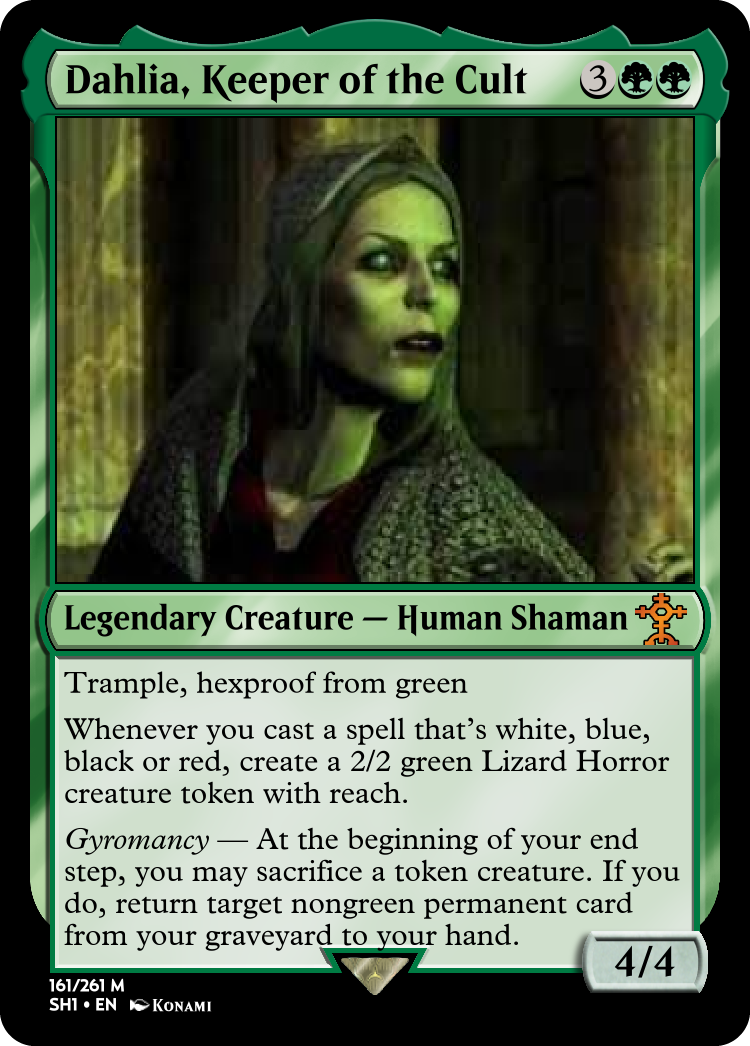 Dahlia, Keeper of the Cult 3
Legendary Creature — Human Shaman
Trample, hexproof from green
Whenever you cast a spell that's white, blue,
black or red, create a 2/2 green Lizard Horror
creature token with reach.
Gyromancy — At the beginning of your end
step, you may sacrifice a token creature. If you
do, return target nongreen permanent card
from your graveyard to your hand.
4/4
161/261 M
SH1 • EN KONAMI